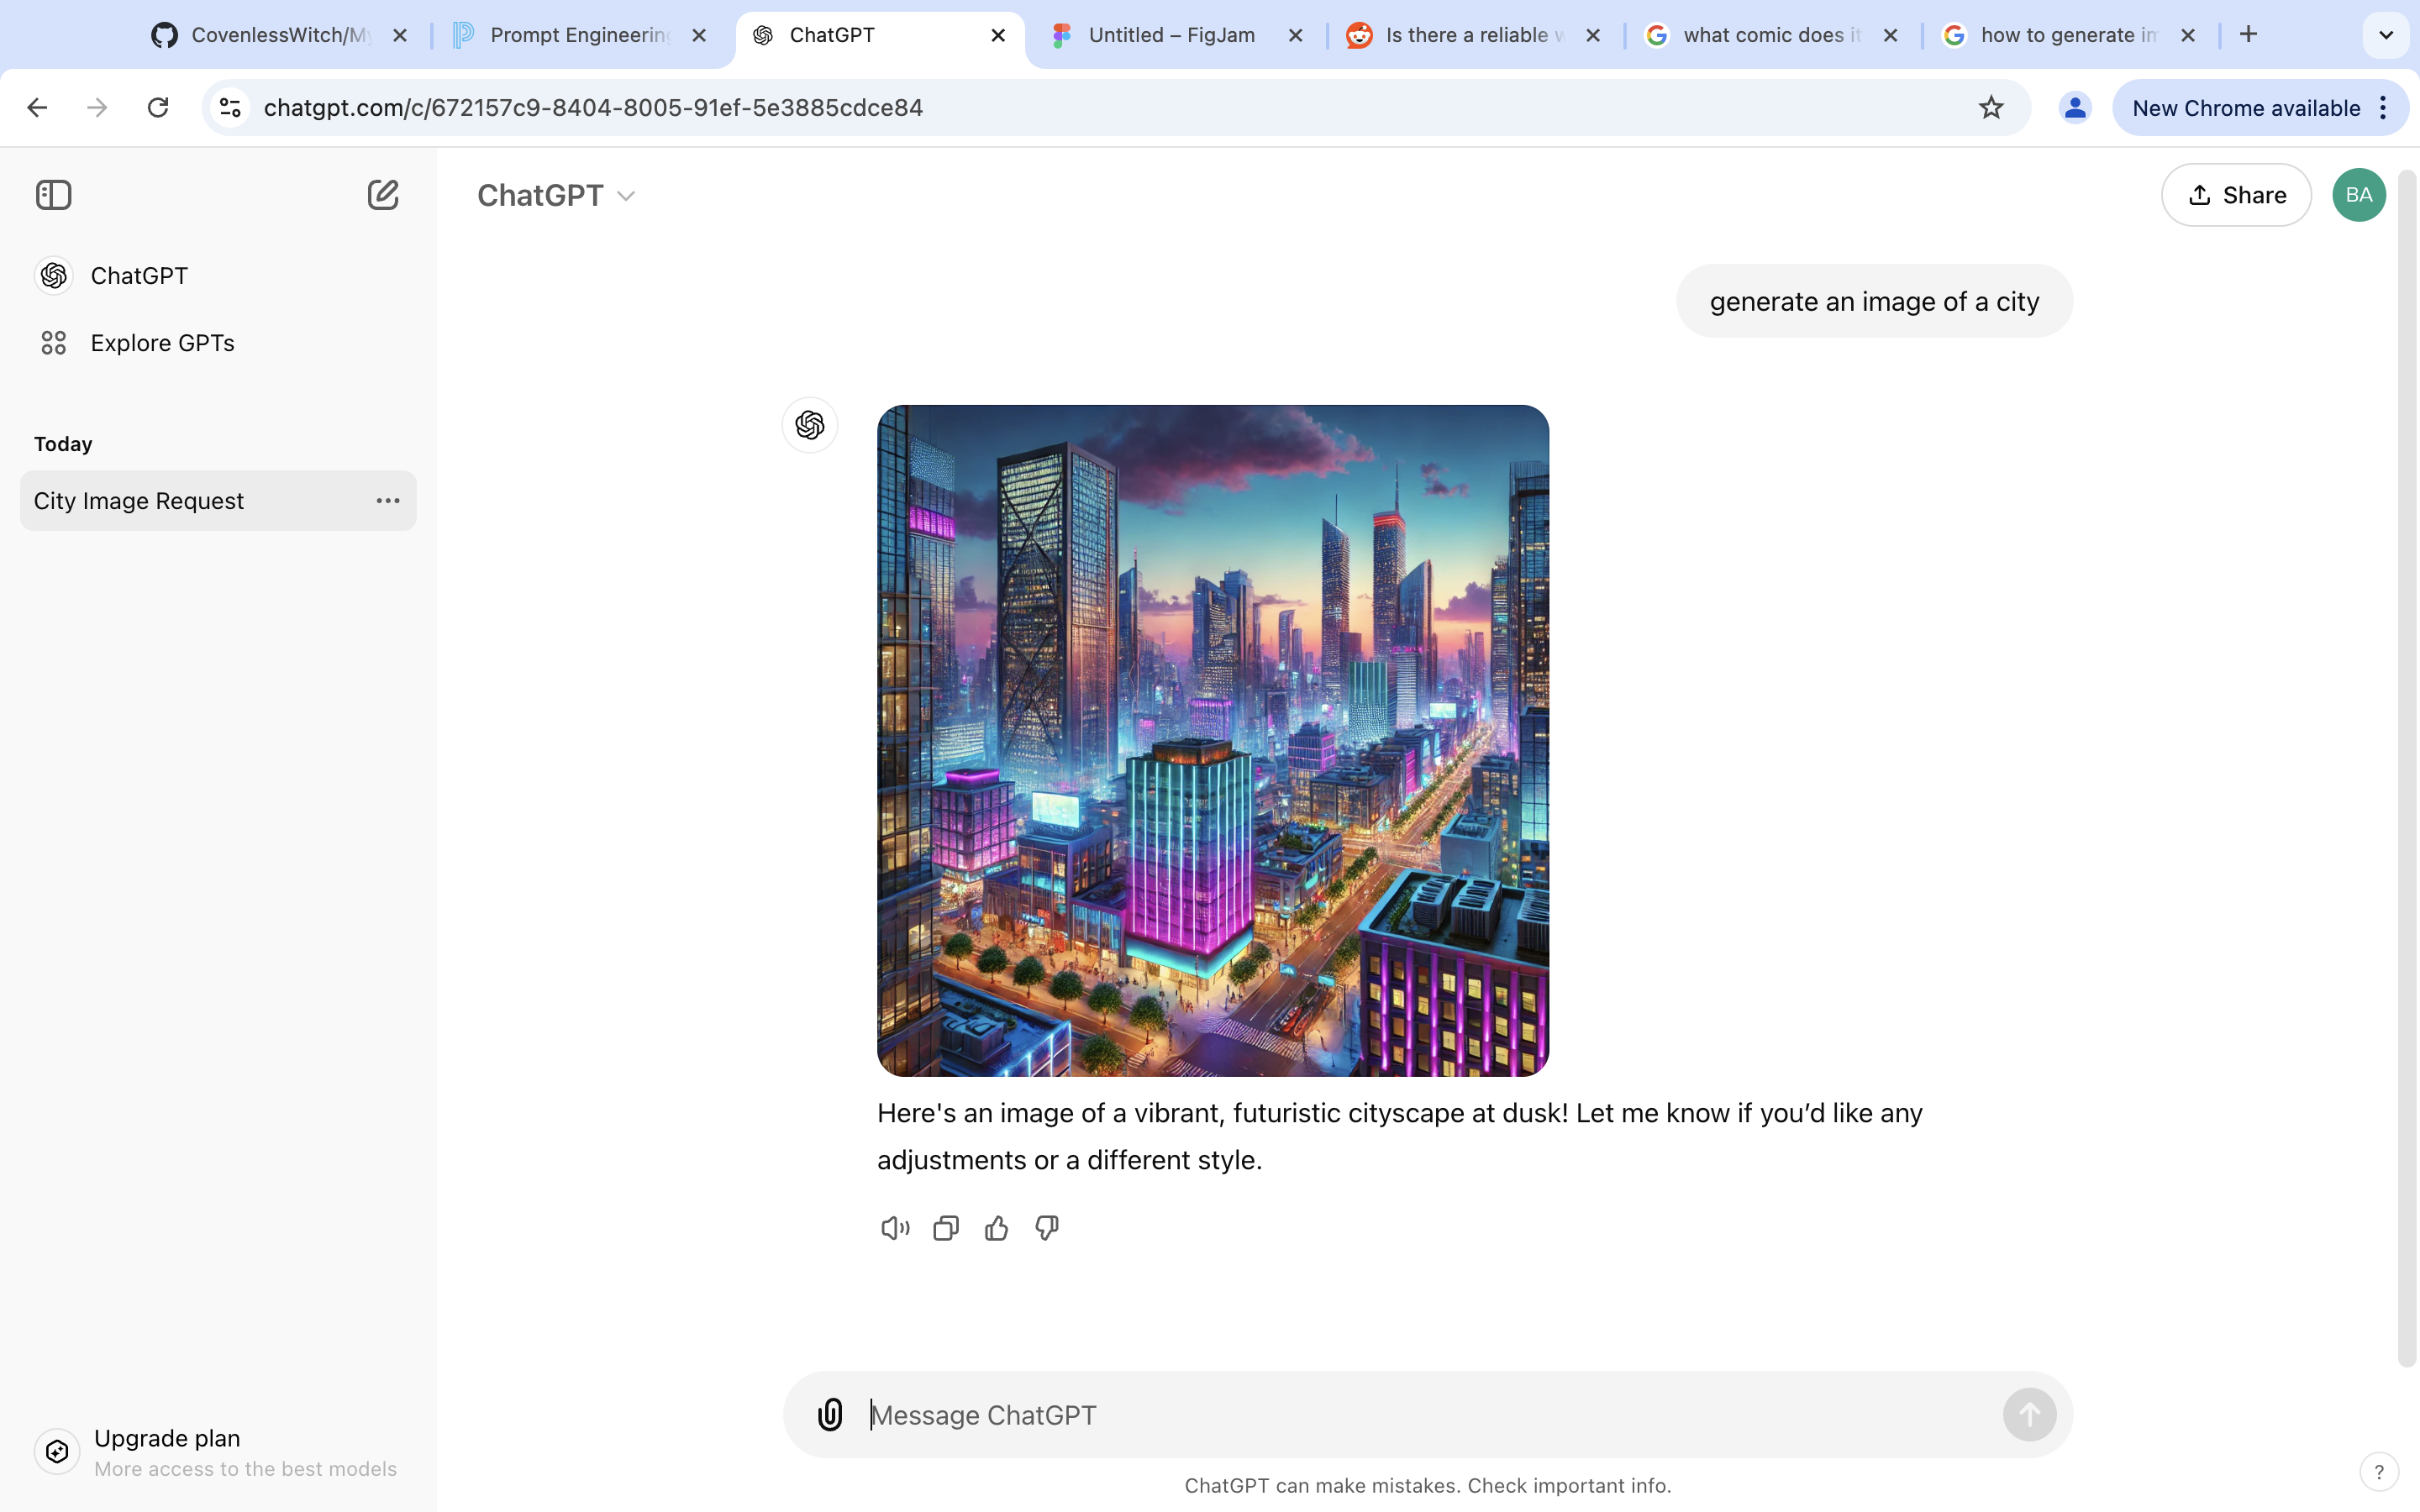 CovenlessWitch/My
Prompt Engineering
ChatGPT
Untitled – FigJam
Is there a reliable w
what comic does it
how to generate im
chatgpt.com/c/672157c9-8404-8005-91ef-5e3885cdce84
New Chrome available
ChatGPT
Share
BA
ChatGPT
Explore GPTs
Today
City Image Request
generate an image of a city
Here's an image of a vibrant, futuristic cityscape at dusk! Let me know if you’d like any
adjustments or a different style.
Message ChatGPT
Upgrade plan
More access to the best models
ChatGPT can make mistakes. Check important info.
?